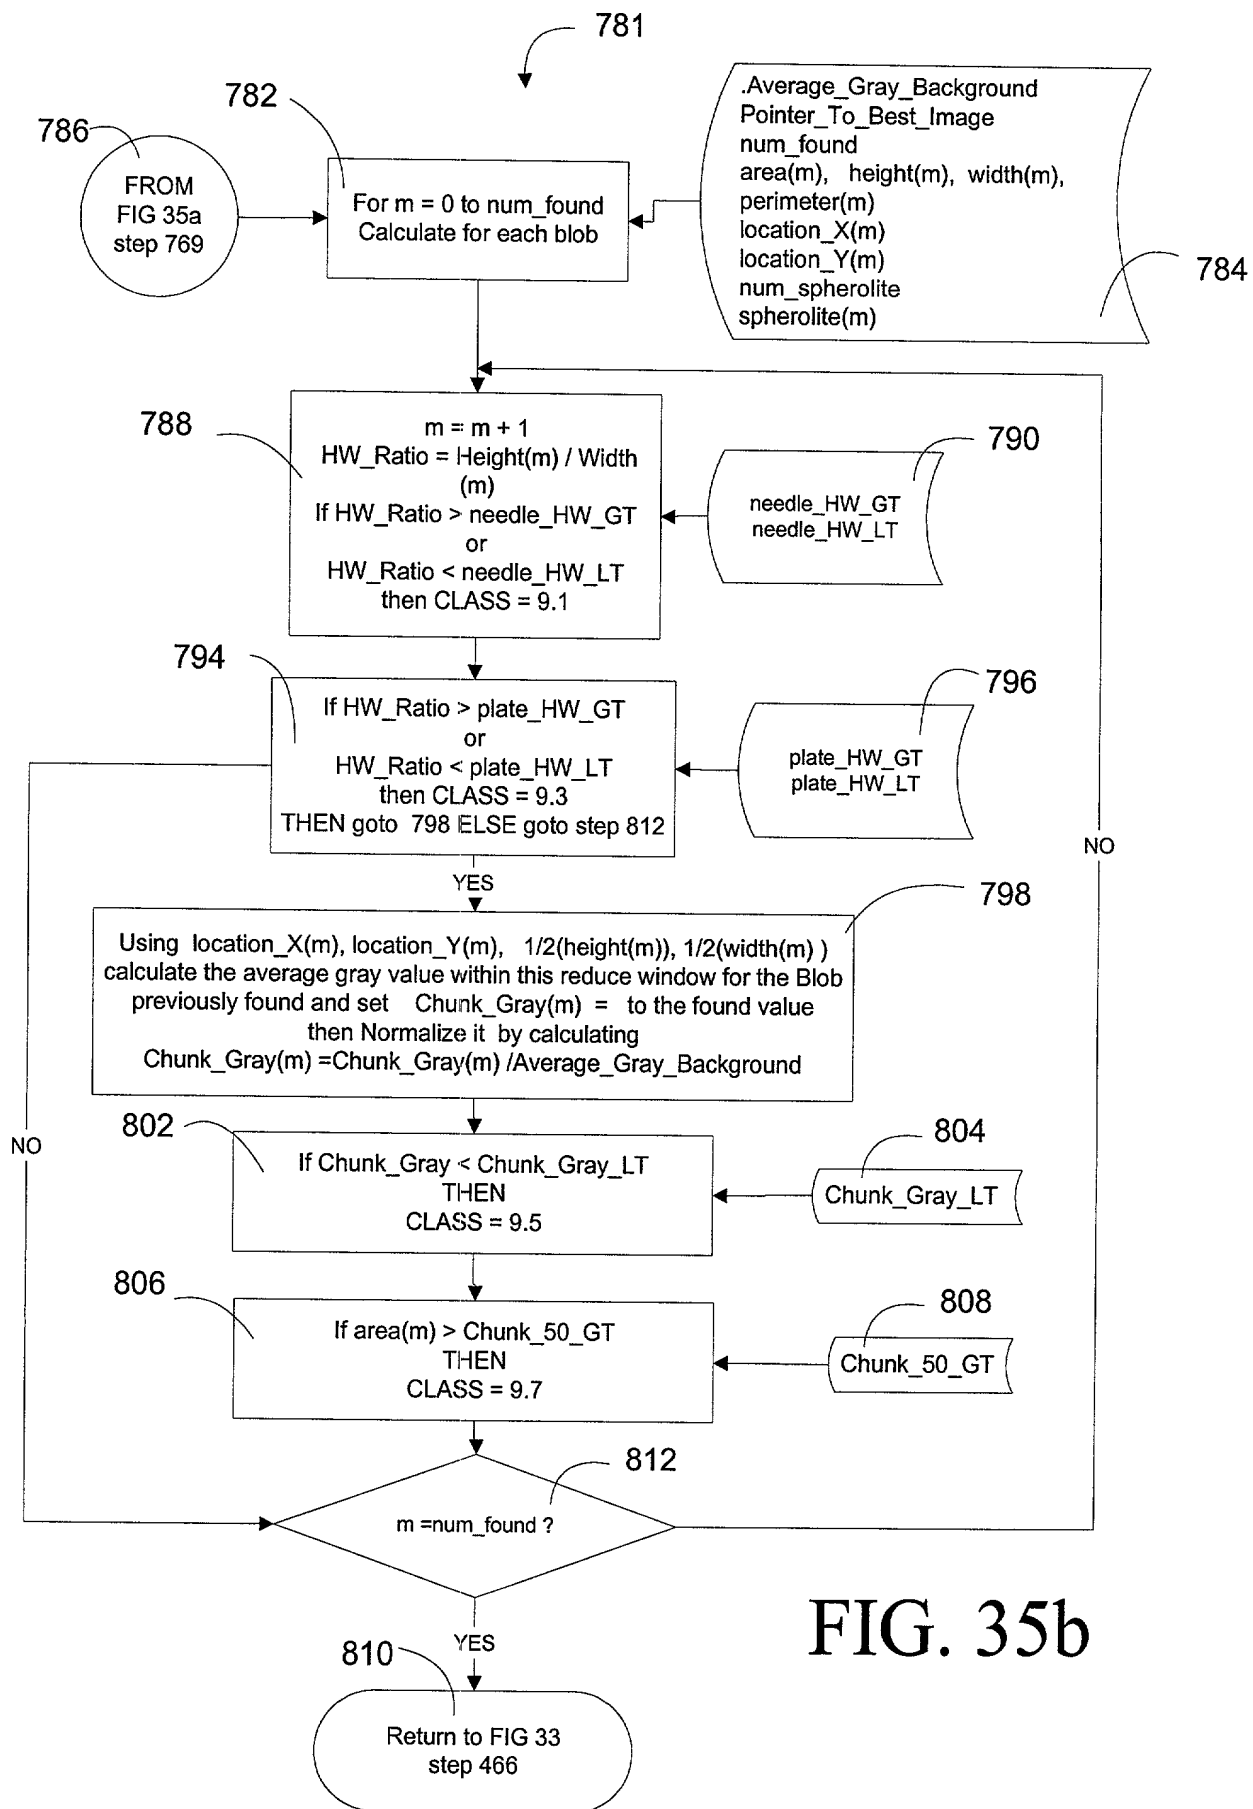 781
782
786
FROM
FIG 35a
step 769
For m = 0 to num_found
Calculate for each blob
.Average_Gray_Background
Pointer_To_Best_Image
num_found
area(m), height(m), width(m),
perimeter(m)
location_X(m)
location_Y(m)
num_spherolite
spherolite(m)
784
788
m = m + 1
HW_Ratio = Height(m) / Width
(m)
If HW_Ratio > needle_HW_GT
or
HW_Ratio < needle_HW_LT
then CLASS = 9.1
790
needle_HW_GT
needle_HW_LT
794
If HW_Ratio > plate_HW_GT
or
HW_Ratio < plate_HW_LT
then CLASS = 9.3
THEN goto 798 ELSE goto step 812
796
plate_HW_GT
plate_HW_LT
NO
YES
798
Using location_X(m), location_Y(m), 1/2(height(m)), 1/2(width(m) )
calculate the average gray value within this reduce window for the Blob
previously found and set Chunk_Gray(m) = to the found value
then Normalize it by calculating
Chunk_Gray(m) =Chunk_Gray(m) /Average_Gray_Background
NO
802
If Chunk_Gray < Chunk_Gray_LT
THEN
CLASS = 9.5
804
Chunk_Gray_LT
806
If area(m) > Chunk_50_GT
THEN
CLASS = 9.7
808
Chunk_50_GT
812
m =num_found ?
YES
810
Return to FIG 33
step 466
FIG. 35b